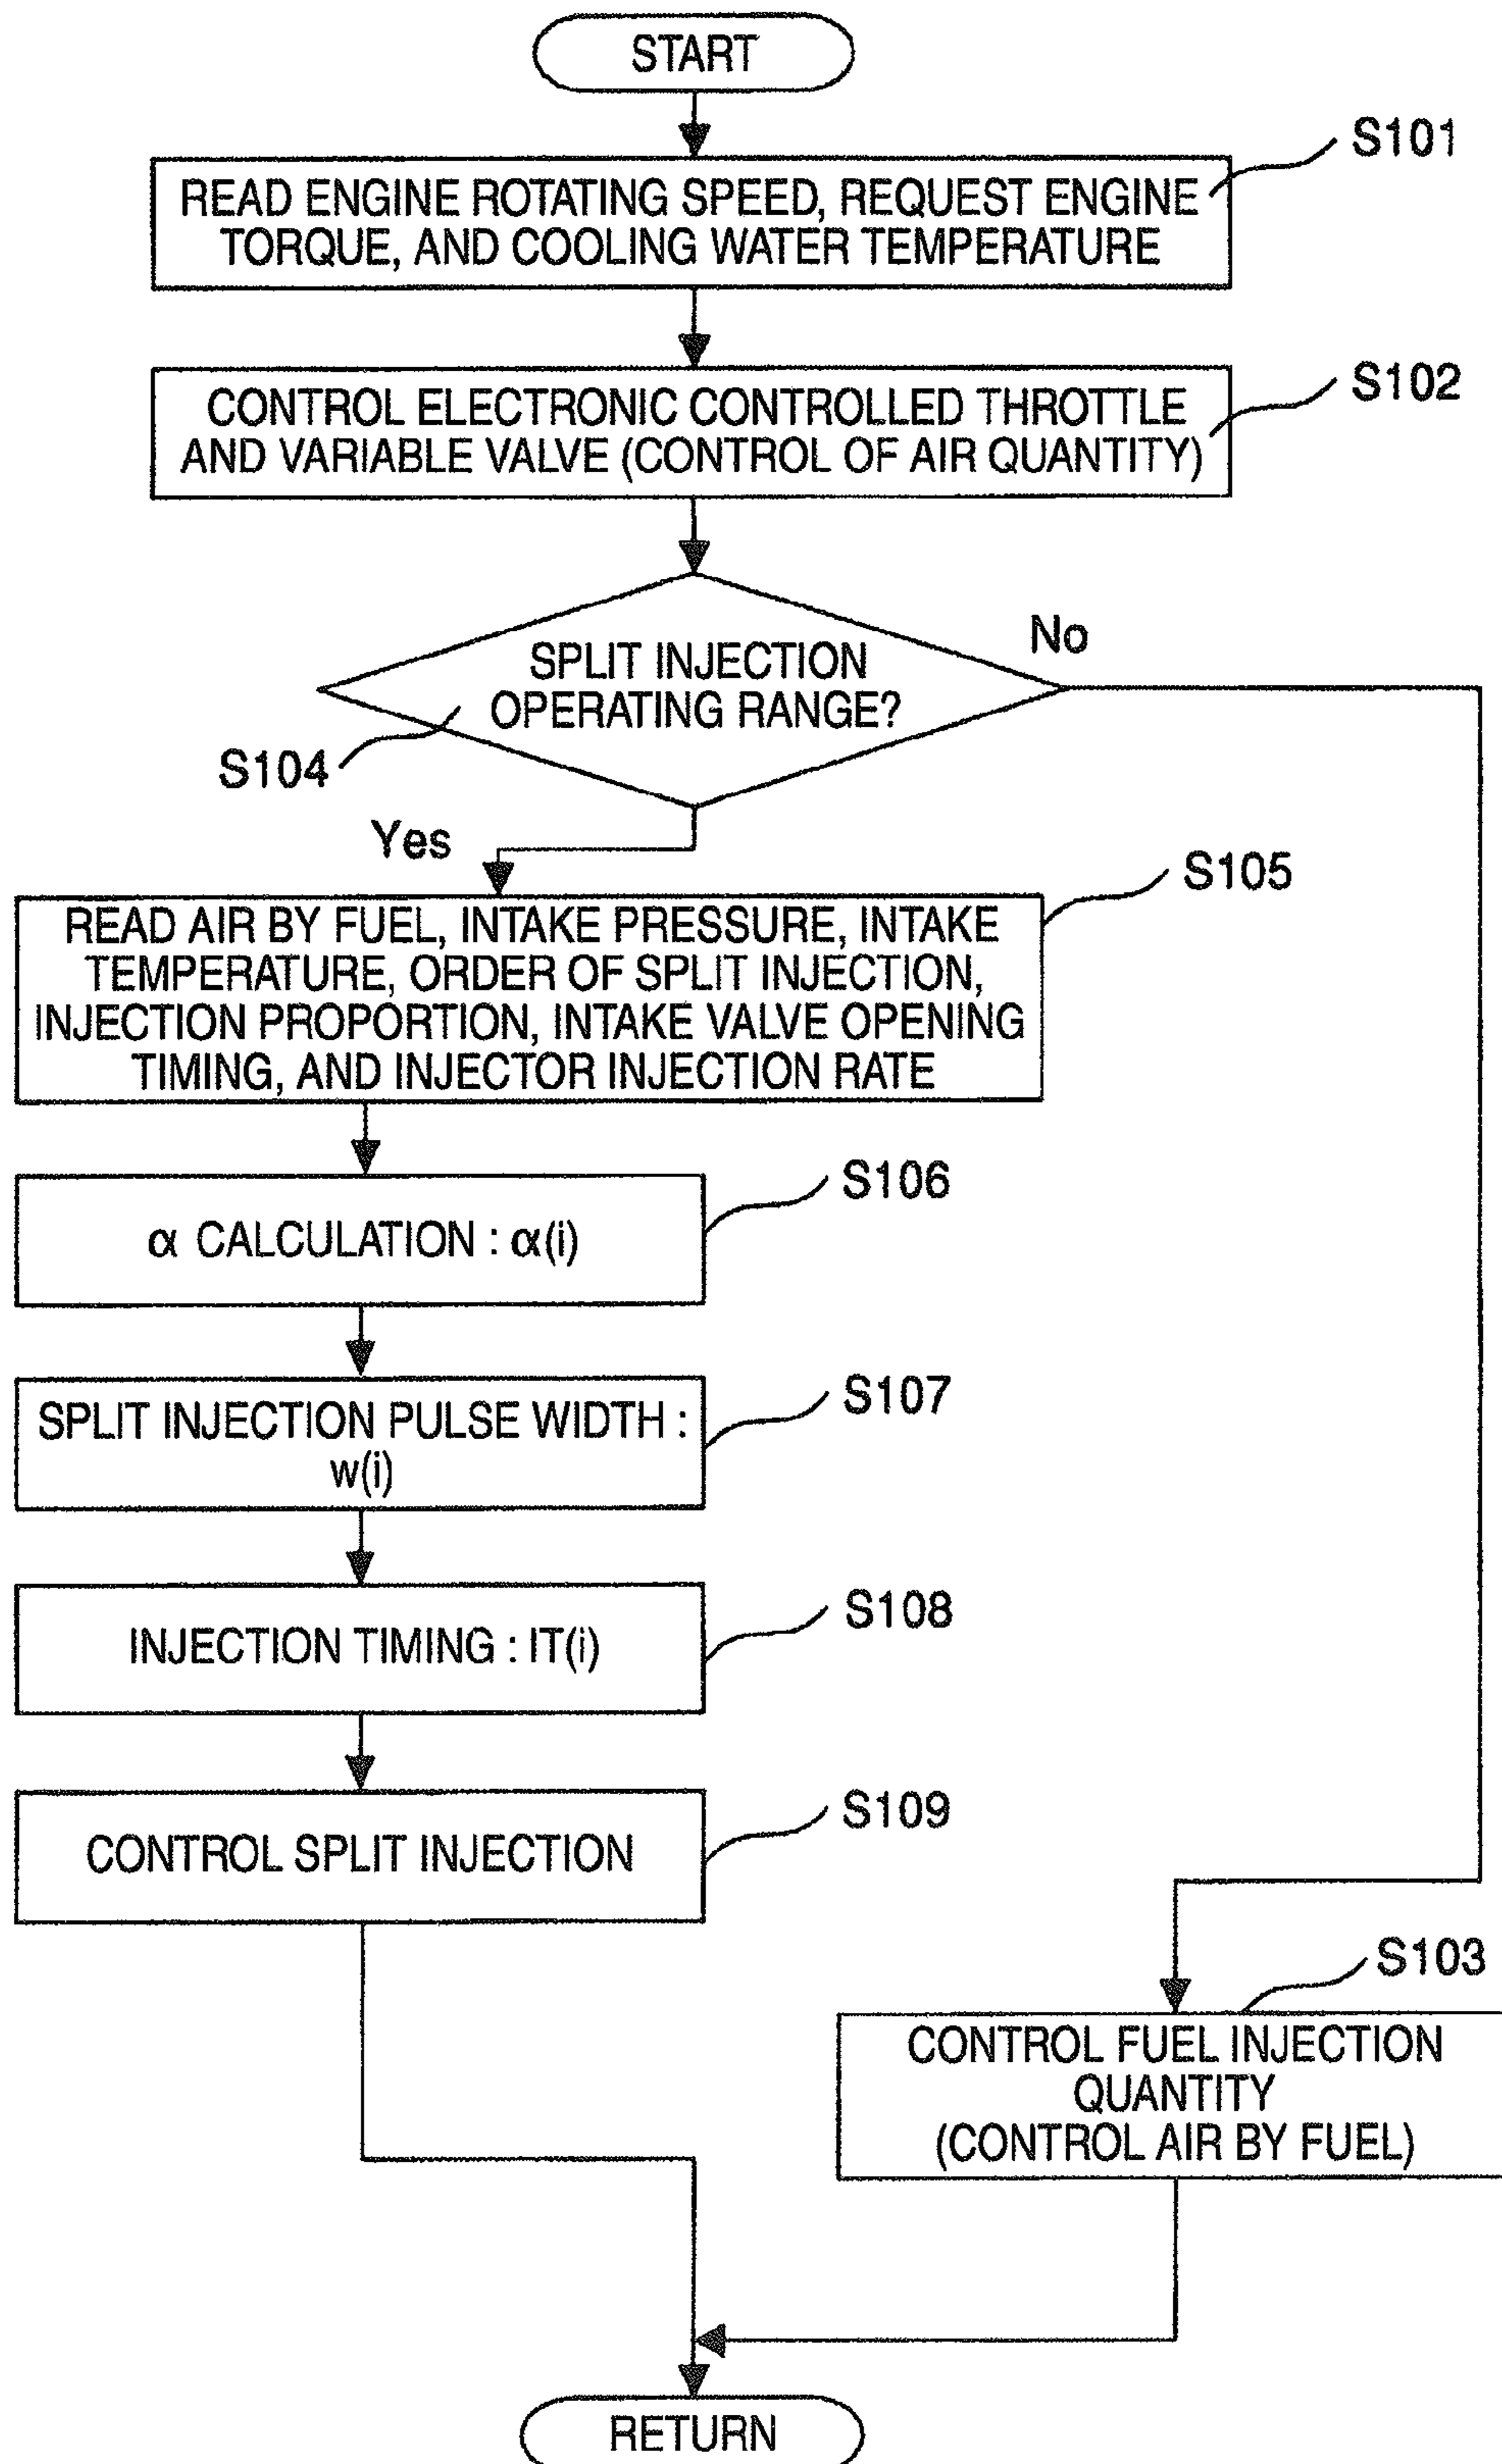 START
S101
READ ENGINE ROTATING SPEED, REQUEST ENGINE
TORQUE, AND COOLING WATER TEMPERATURE
S102
CONTROL ELECTRONIC CONTROLLED THROTTLE
AND VARIABLE VALVE (CONTROL OF AIR QUANTITY)
No
SPLIT INJECTION
OPERATING RANGE?
S104
Yes
S105
READ AIR BY FUEL, INTAKE PRESSURE, INTAKE
TEMPERATURE, ORDER OF SPLIT INJECTION,
INJECTION PROPORTION, INTAKE VALVE OPENING
TIMING, AND INJECTOR INJECTION RATE
S106
α CALCULATION : α(i)
S107
SPLIT INJECTION PULSE WIDTH :
w(i)
S108
INJECTION TIMING : IT(i)
S109
CONTROL SPLIT INJECTION
S103
CONTROL FUEL INJECTION
QUANTITY
(CONTROL AIR BY FUEL)
RETURN